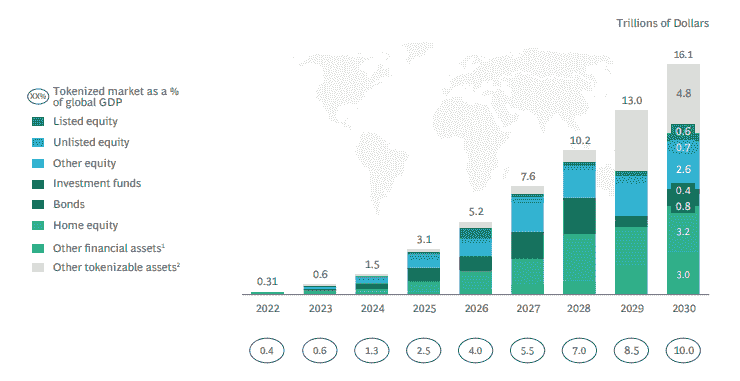 Trillions of Dollars
XX%
Tokenized market as a %
of global GDP
Listed equity
Unlisted equity
Other equity
Investment funds
Bonds
Home equity
Other financial assets¹
Other tokenizable assets²
0.31
0.6
1.5
3.1
5.2
7.6
10.2
13.0
16.1
4.8
0.6
0.7
2.6
0.4
0.8
3.2
3.0
2022 2023 2024 2025 2026 2027 2028 2029 2030
0.4 0.6 1.3 2.5 4.0 5.5 7.0 8.5 10.0